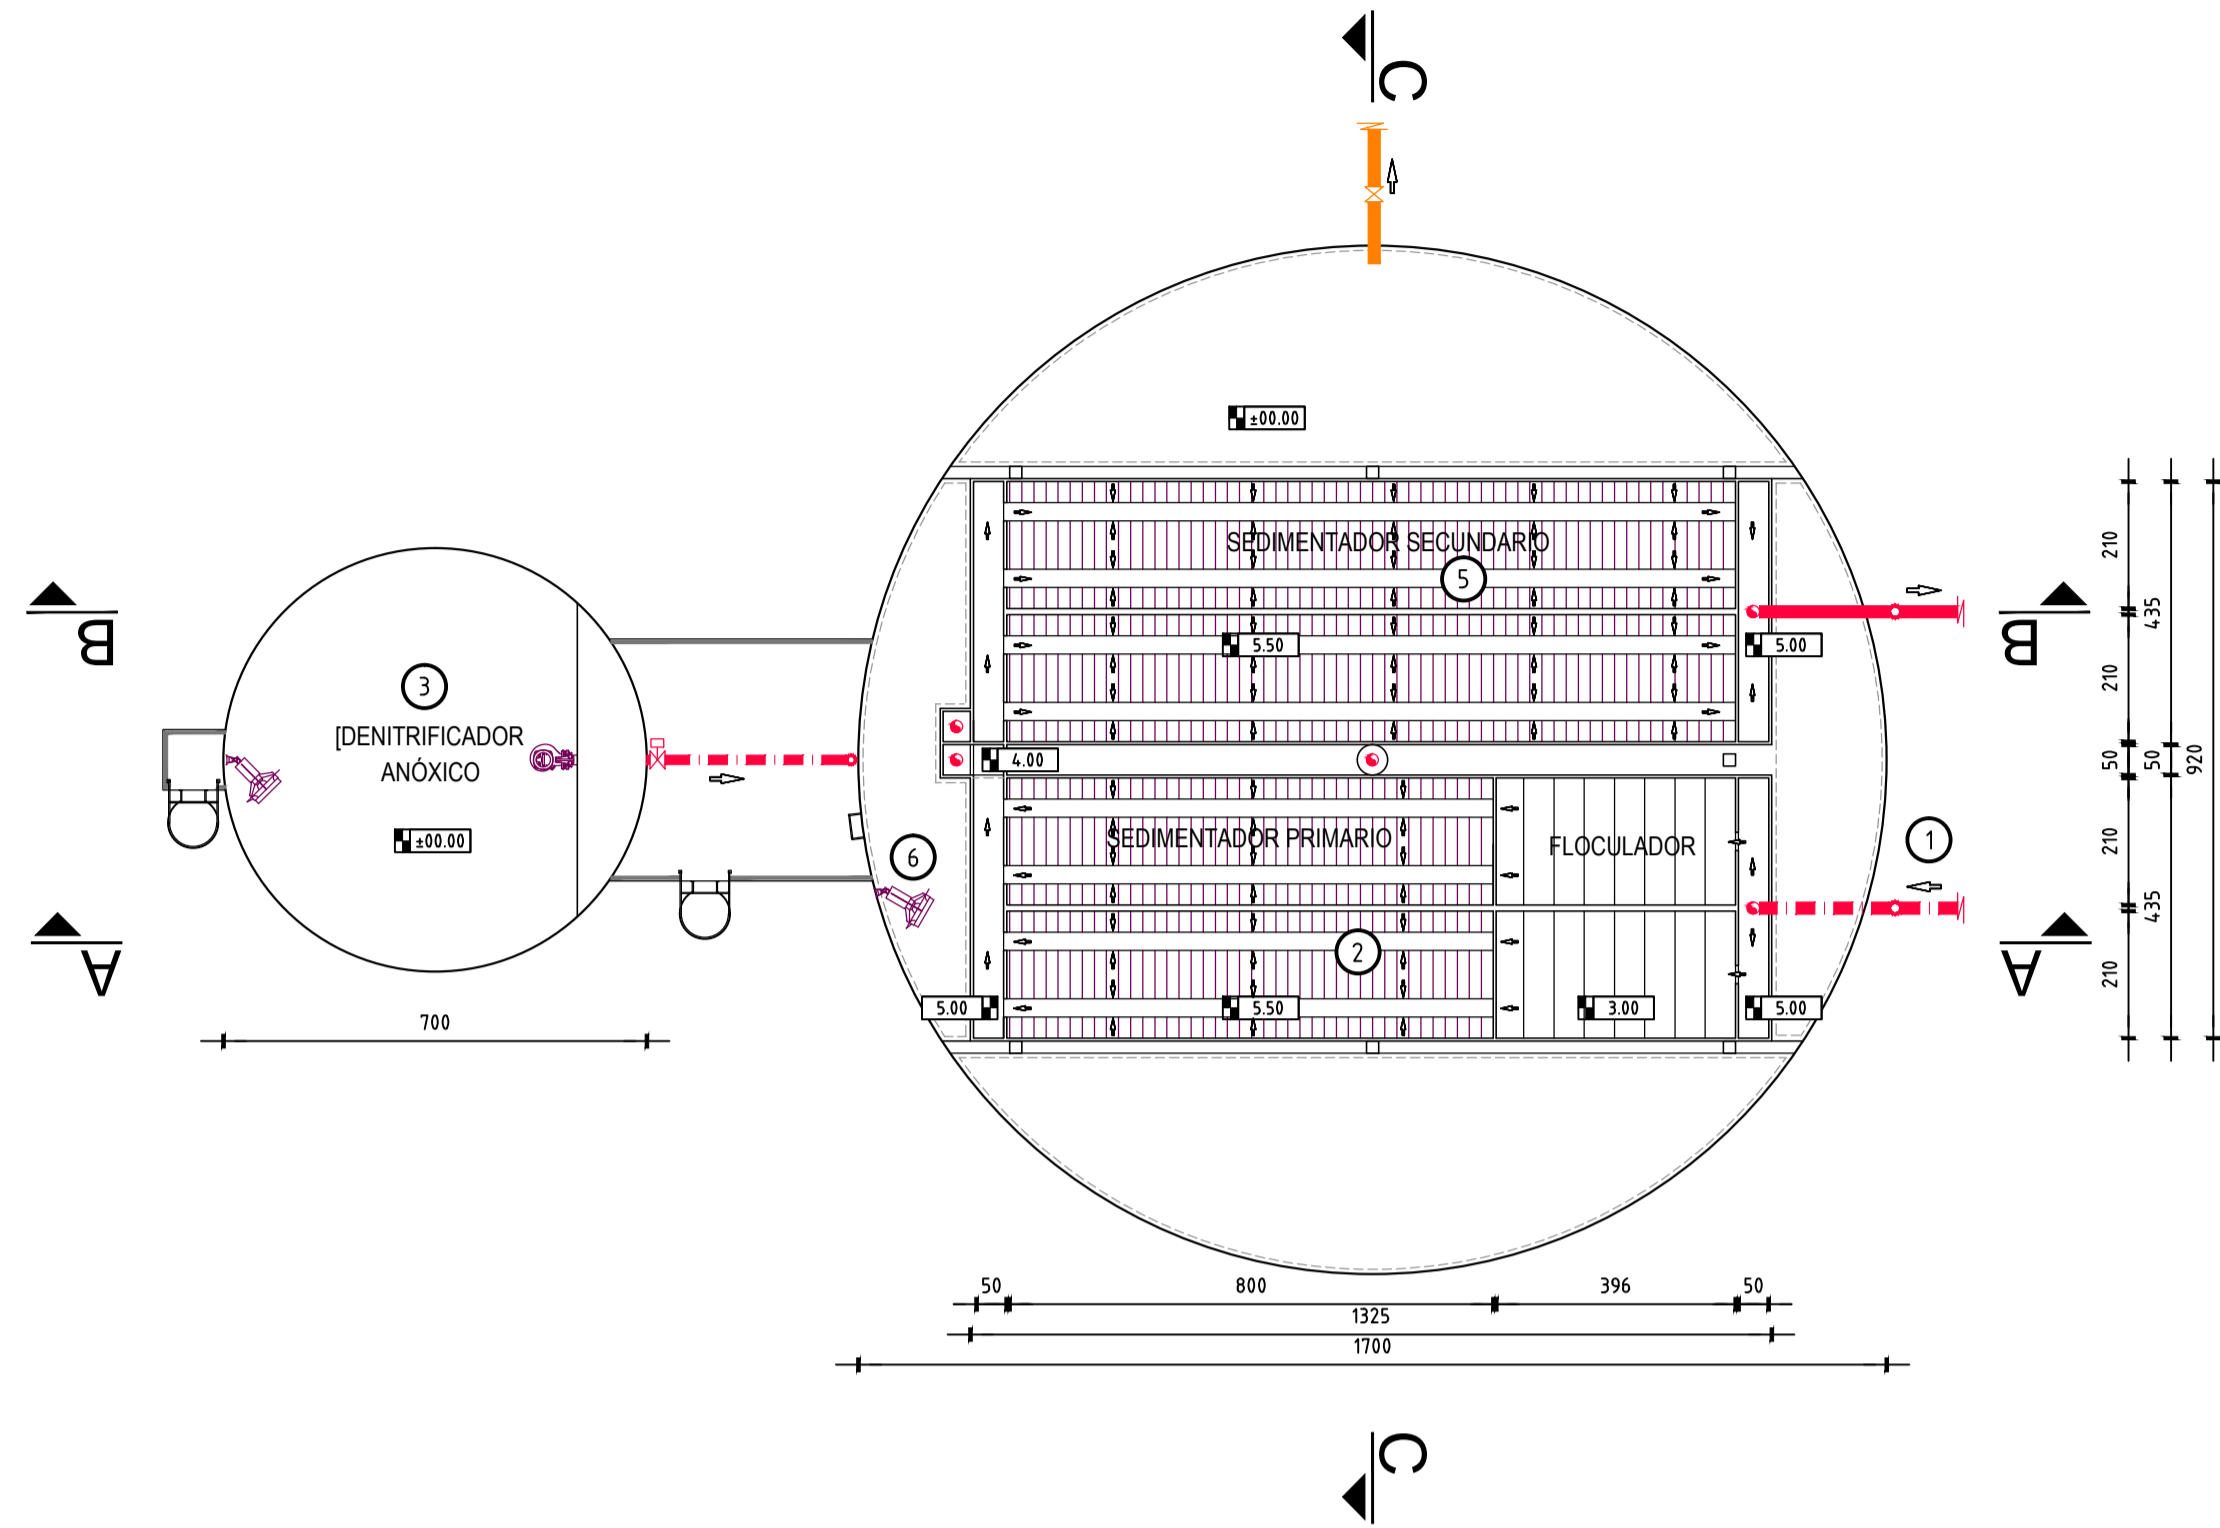 C
±00.00
SEDIMENTADOR SECUNDARIO
5
210
435
B
B
5.50
5.00
210
3
[DENITRIFICADOR
ANÓXICO
4.00
50
50
920
±00.00
6
SEDIMENTADOR PRIMARIO
FLOCULADOR
1
210
435
2
A
A
210
5.00
5.50
3.00
5.00
700
50
800
396
50
1325
1700
C